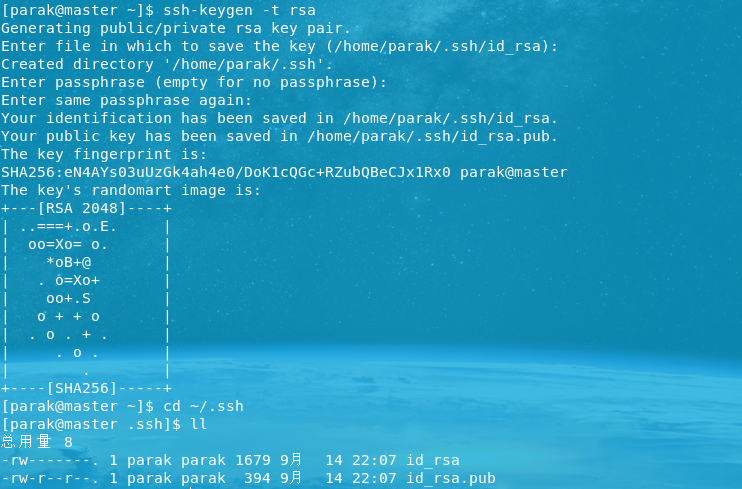 [parak@master ~]$ ssh-keygen -t rsa
Generating public/private rsa key pair.
Enter file in which to save the key (/home/parak/.ssh/id_rsa):
Created directory '/home/parak/.ssh'.
Enter passphrase (empty for no passphrase):
Enter same passphrase again:
Your identification has been saved in /home/parak/.ssh/id_rsa.
Your public key has been saved in /home/parak/.ssh/id_rsa.pub.
The key fingerprint is:
SHA256:eN4AYs03uUzGk4ah4e0/DoK1cQGc+RZubQBeCJx1Rx0 parak@master
The key's randomart image is:
+---[RSA 2048]----+
| ..===+.o.E.     |
|  oo=Xo= o.      |
|    *oB+@        |
|   . o=Xo+       |
|    oo+.S        |
|   o + + o       |
|  . o . + .      |
|     . o .       |
|        .        |
+----[SHA256]-----+
[parak@master ~]$ cd ~/.ssh
[parak@master .ssh]$ ll
总用量 8
-rw-------. 1 parak parak 1679 9月  14 22:07 id_rsa
-rw-r--r--. 1 parak parak  394 9月  14 22:07 id_rsa.pub